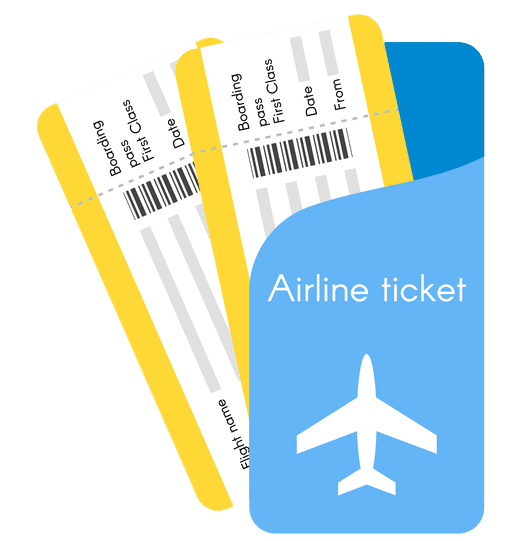 Boarding
pass
First Class
Date
Flight name
Boarding
pass
First Class
Date
From
Airline ticket